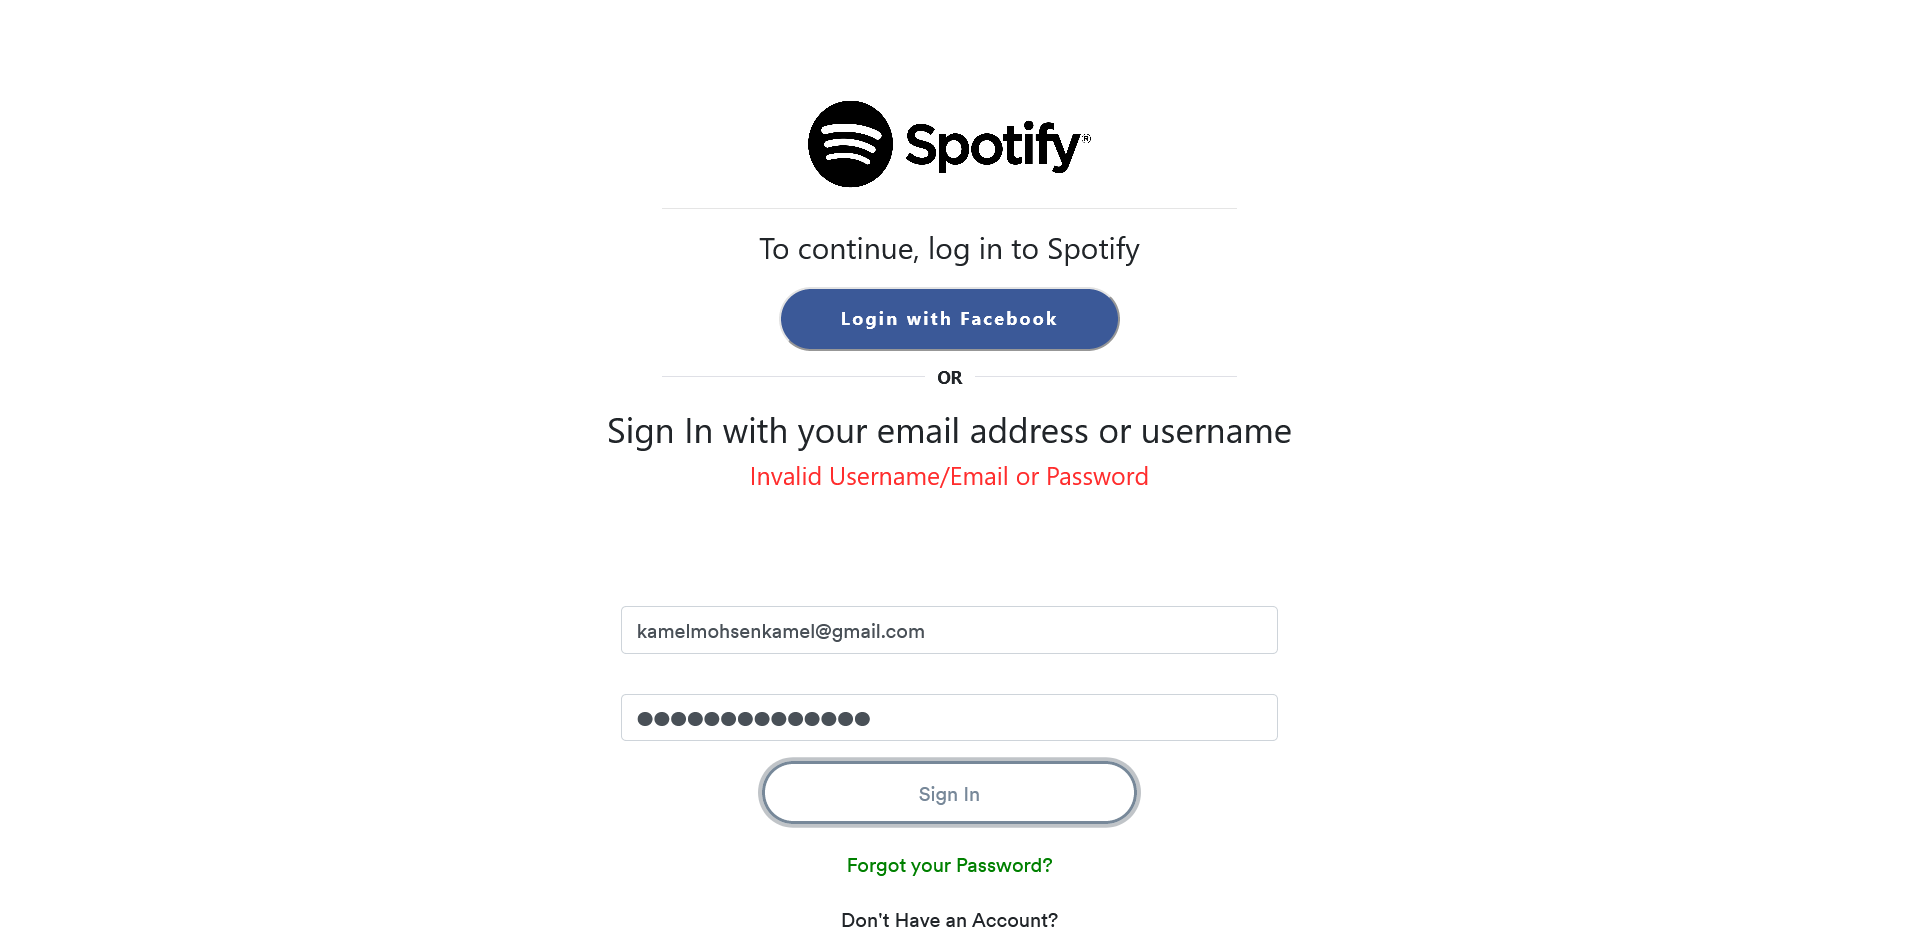 Spotify®
To continue, log in to Spotify
Login with Facebook
OR
Sign In with your email address or username
Invalid Username/Email or Password
kamelmohsenkamel@gmail.com
●●●●●●●●●●●●●●
Sign In
Forgot your Password?
Don't Have an Account?